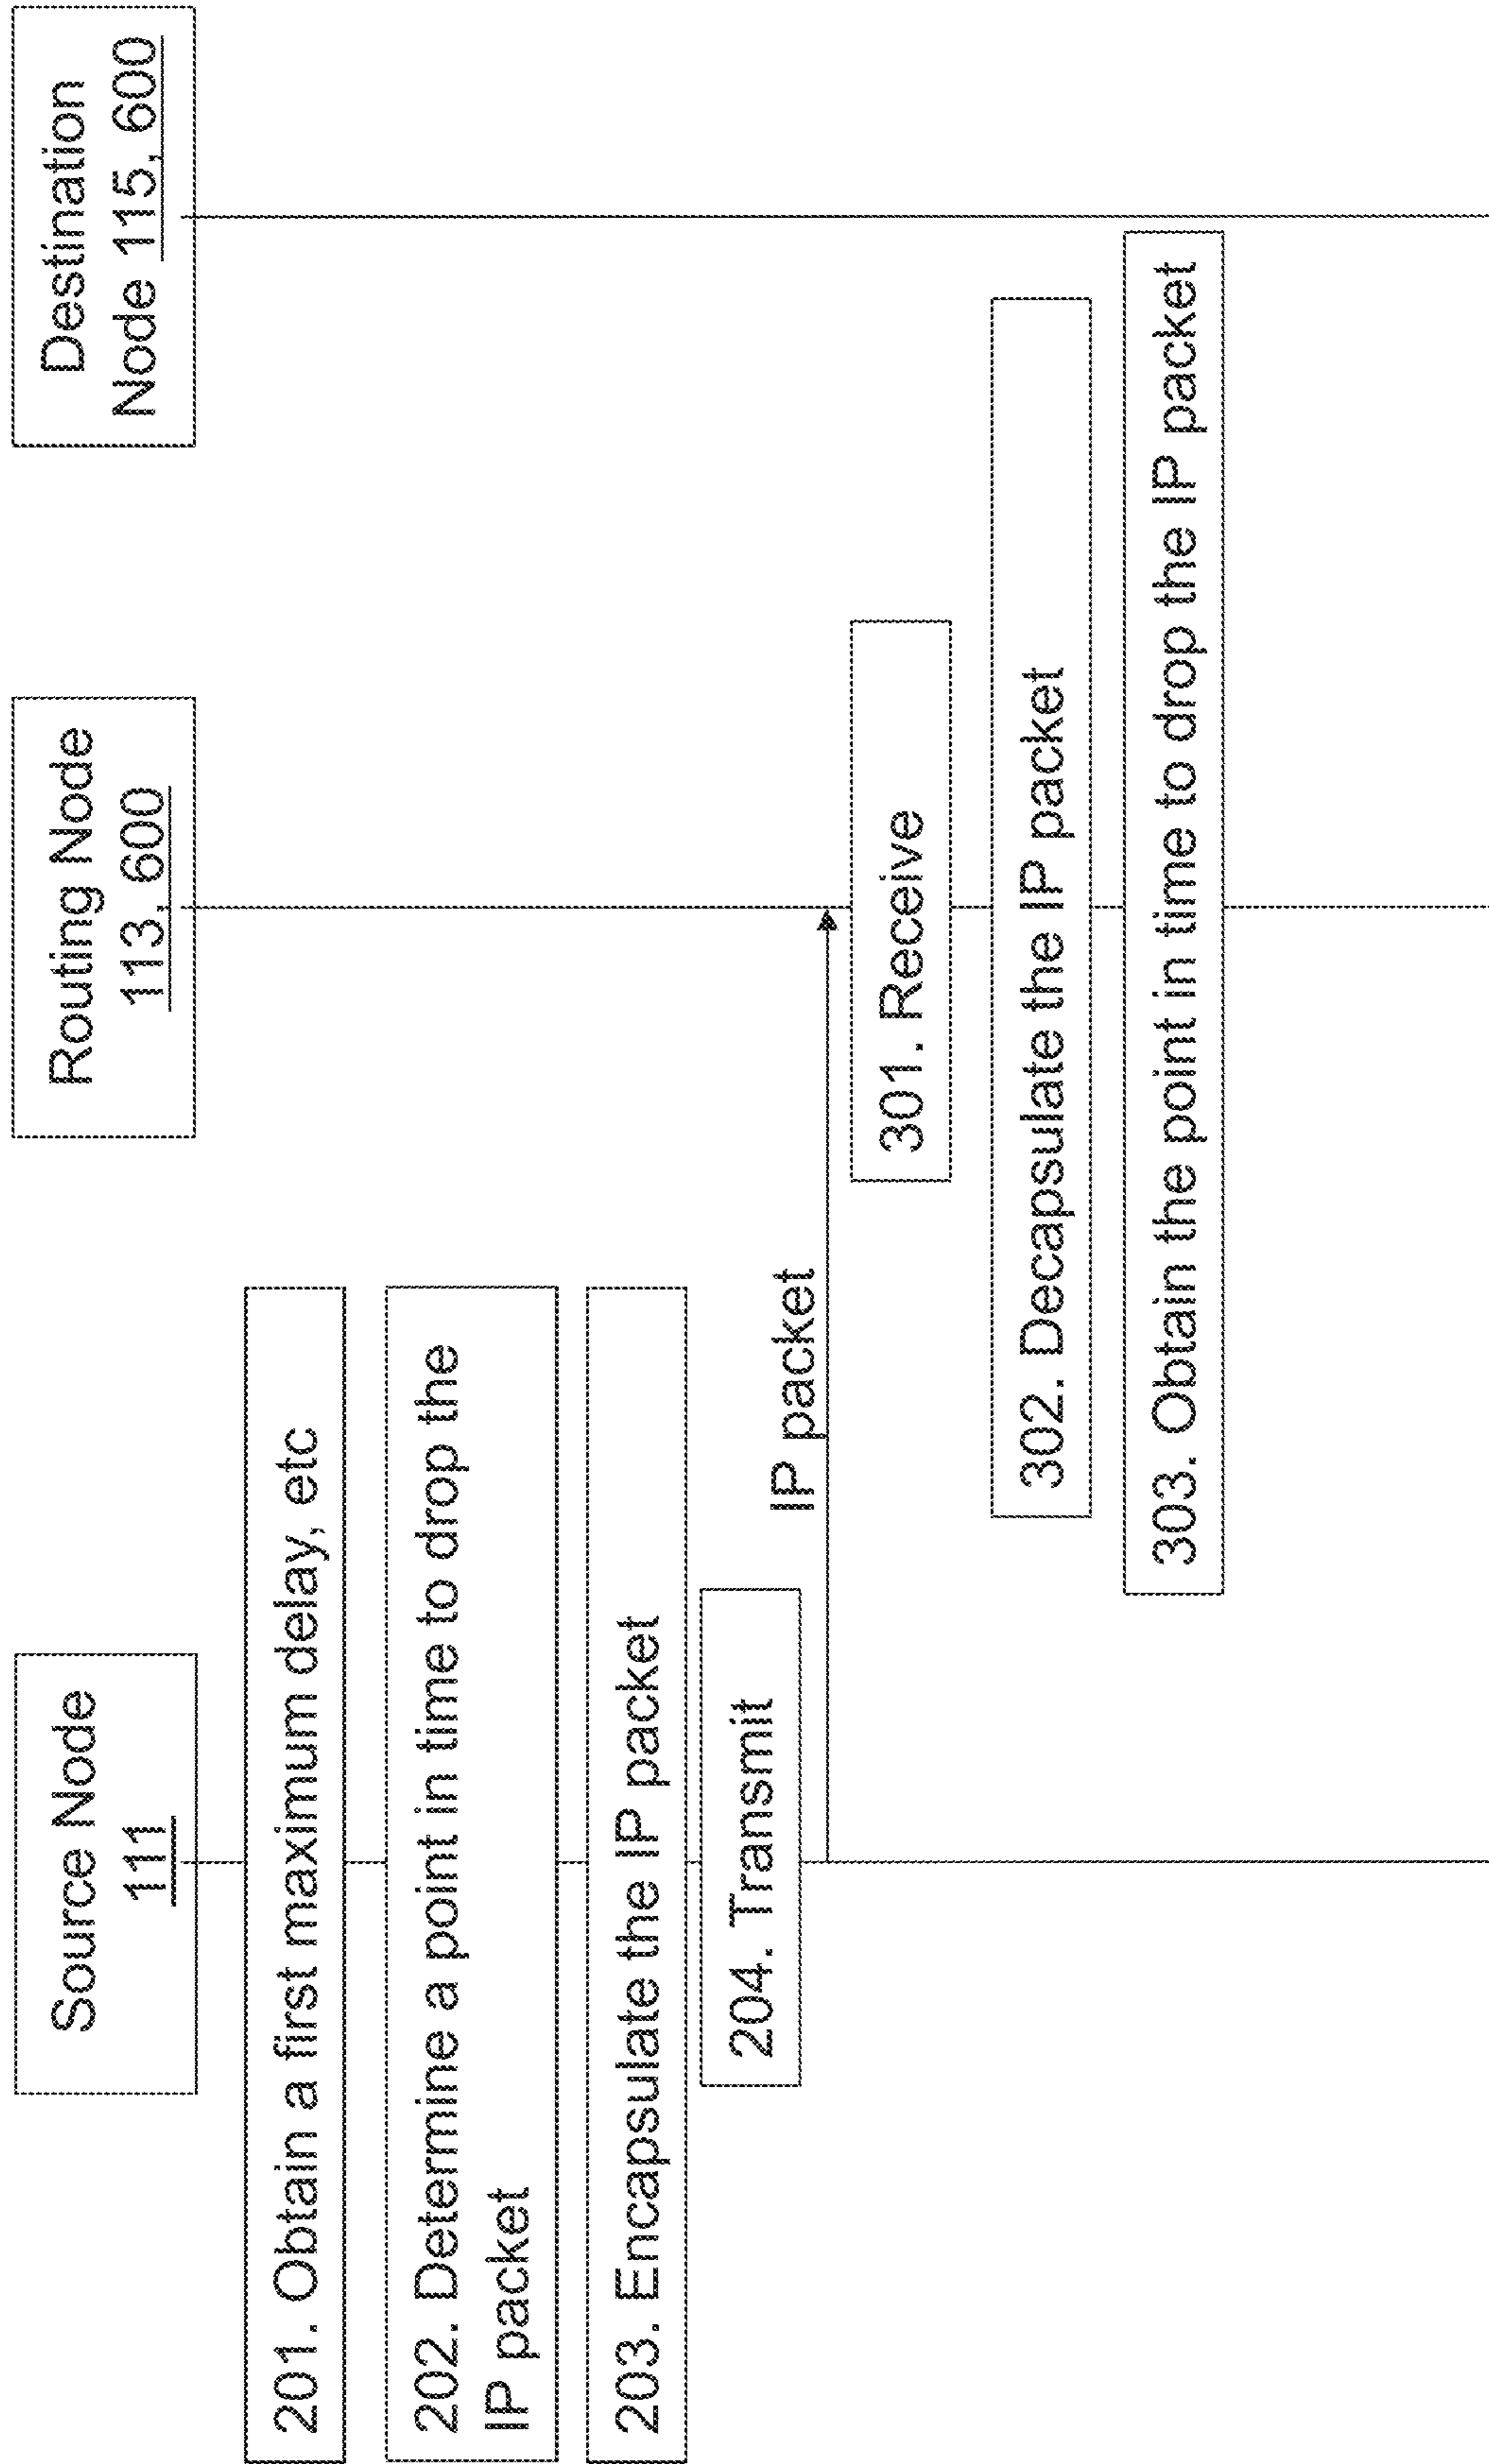 Source Node
111
Routing Node
113, 600
Destination
Node 115, 600
201. Obtain a first maximum delay, etc
202. Determine a point in time to drop the
IP packet
203. Encapsulate the IP packet
204. Transmit
IP packet
301. Receive
302. Decapsulate the IP packet
303. Obtain the point in time to drop the IP packet